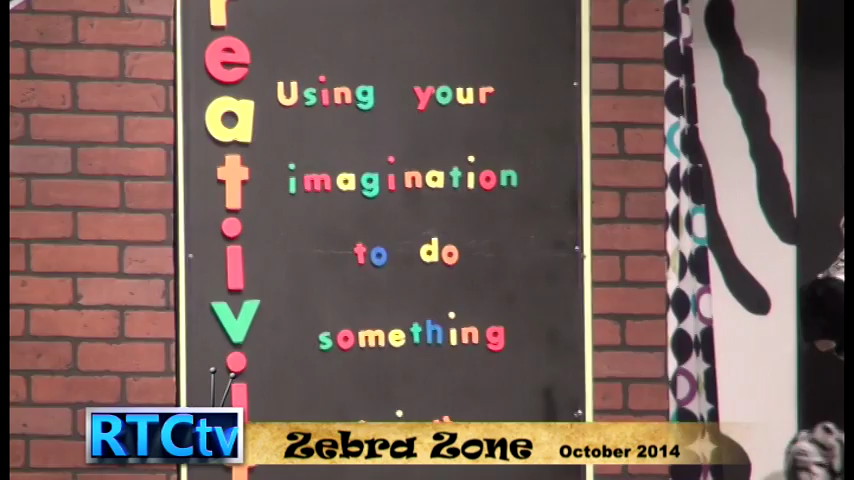 reativi
Using your
imagination
to do
something
RTCtv
Zebra Zone
October 2014